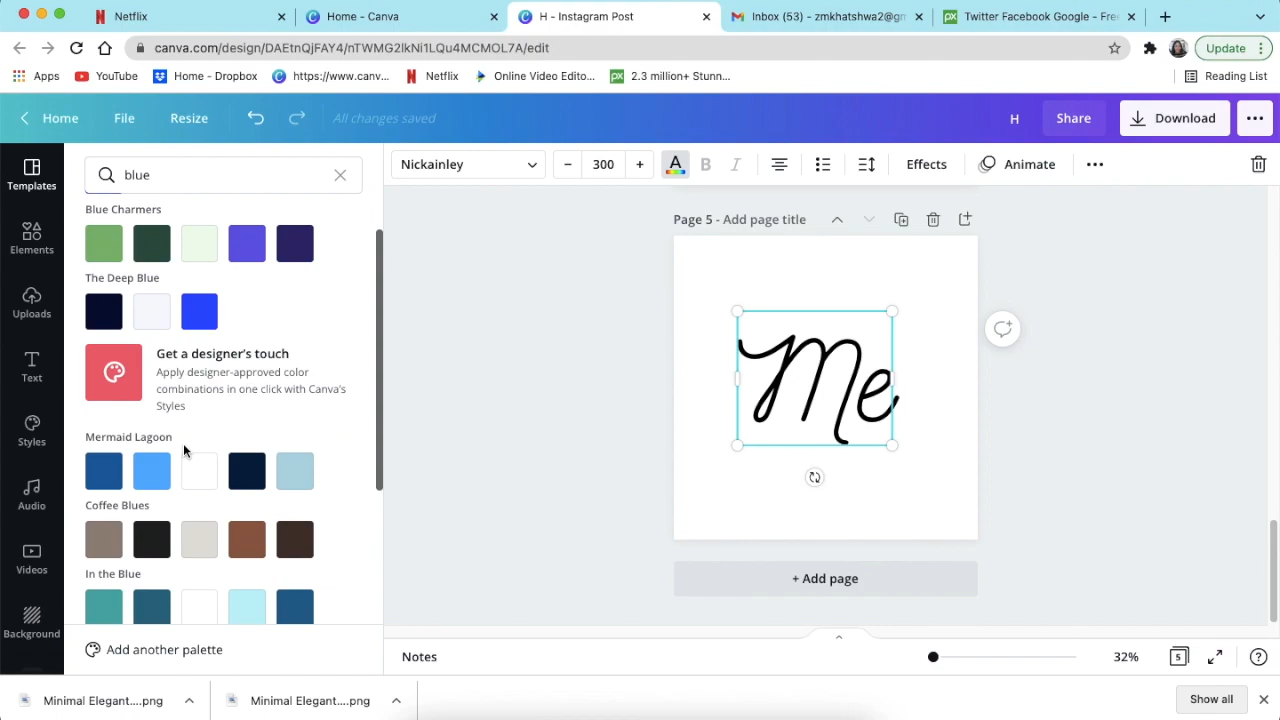 Netflix
Home - Canva
H - Instagram Post
Inbox (53) - zmkhatshwa2@gn
Twitter Facebook Google - Free
canva.com/design/DAEtnQjFAY4/nTWMG2lkNi1LQu4MCMOL7A/edit
Update
Apps
YouTube
Home - Dropbox
https://www.canv...
Netflix
Online Video Edito...
2.3 million+ Stunn...
Reading List
Home
File
Resize
All changes saved
H
Share
Download
Templates
Elements
Uploads
Text
Styles
Audio
Videos
Background
blue
Blue Charmers
The Deep Blue
Get a designer's touch
Apply designer-approved color
combinations in one click with Canva's
Styles
Mermaid Lagoon
Coffee Blues
In the Blue
Add another palette
Nickainley
300
A
B
I
Effects
Animate
Page 5 - Add page title
Me
+ Add page
Notes
32%
5
Minimal Elegant....png
Minimal Elegant....png
Show all